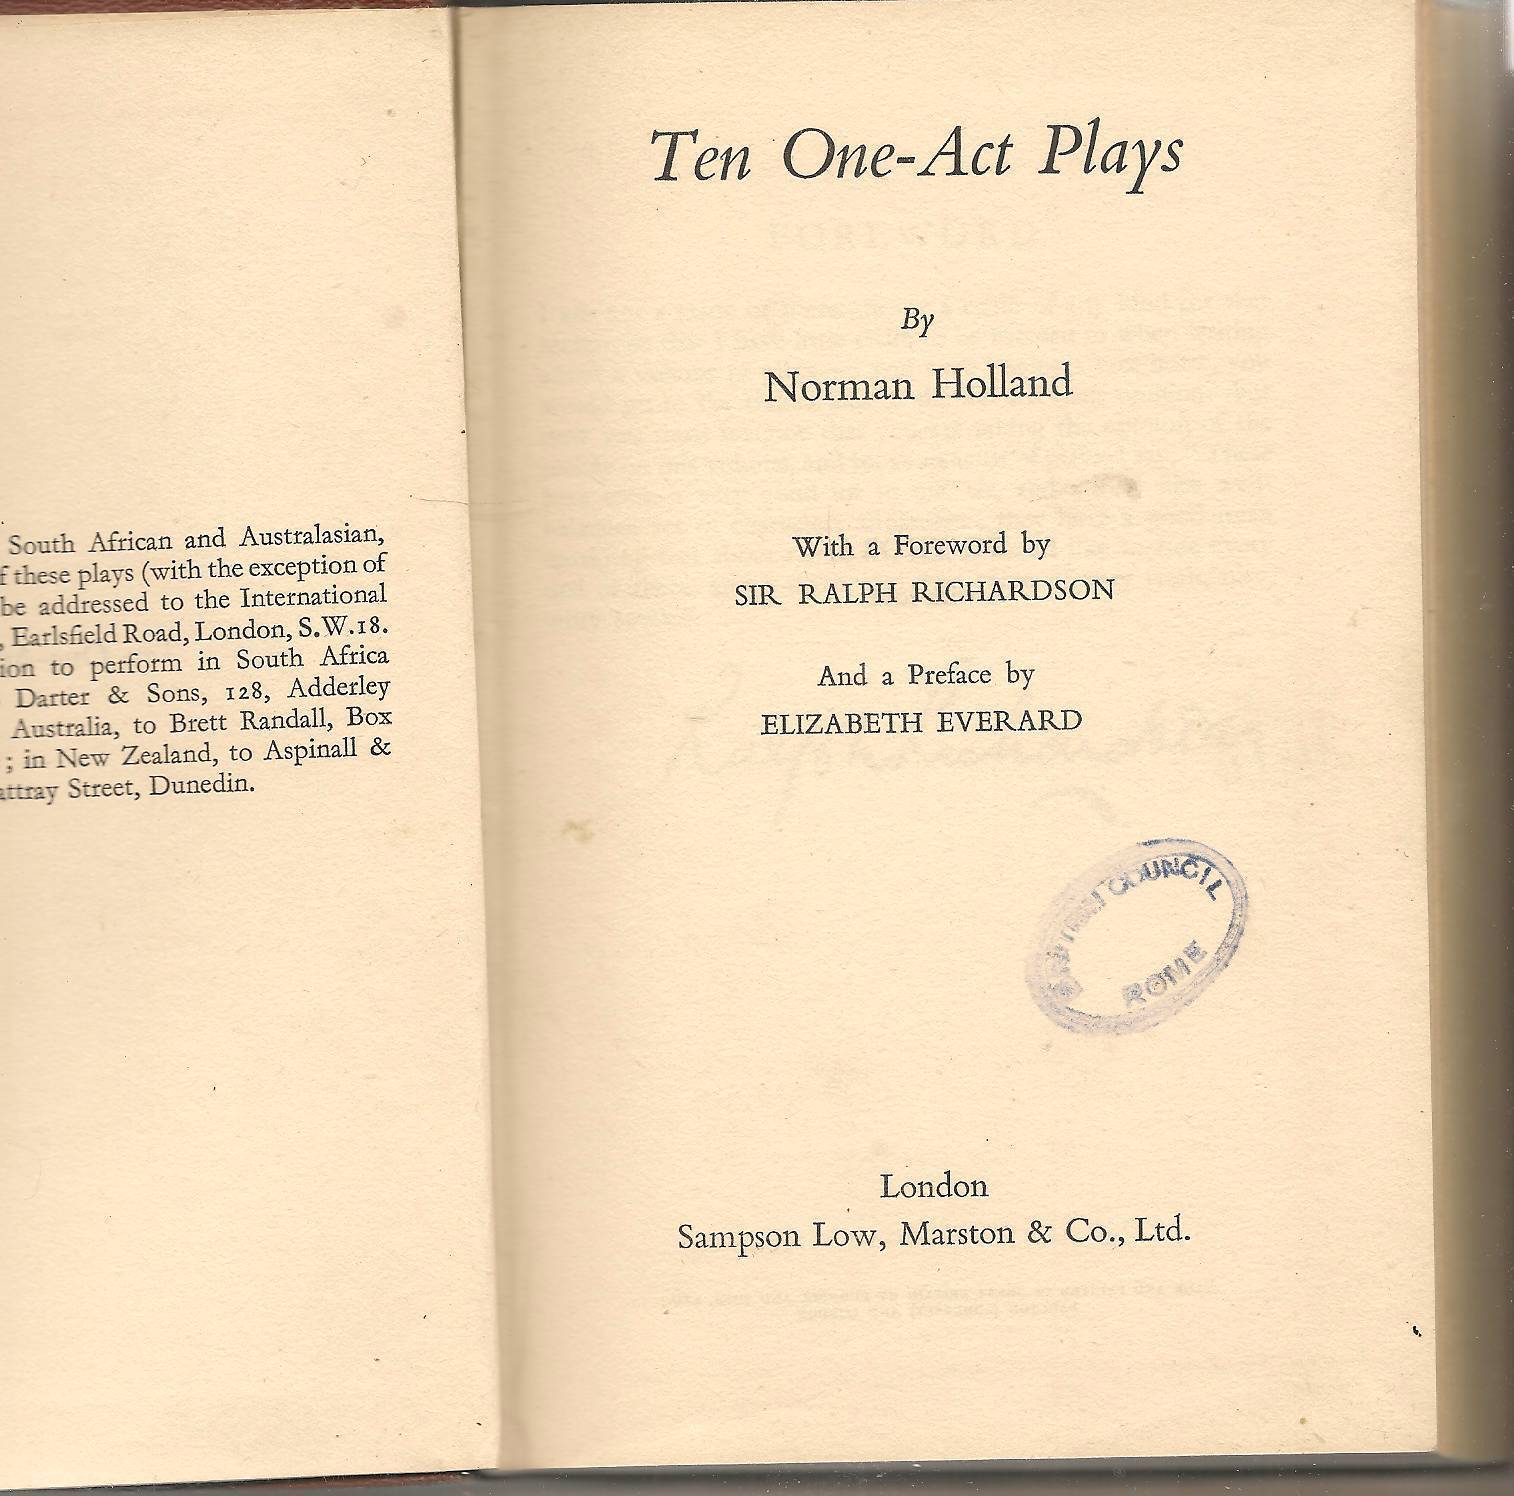 South African and Australasian,
f these plays (with the exception of
be addressed to the International
, Earlsfield Road, London, S.W.18.
ion to perform in South Africa
Darter & Sons, 128, Adderley
Australia, to Brett Randall, Box
; in New Zealand, to Aspinall &
attray Street, Dunedin.
Ten One-Act Plays
By
Norman Holland
With a Foreword by
SIR RALPH RICHARDSON
And a Preface by
ELIZABETH EVERARD
BRITISH COUNCIL
ROME
London
Sampson Low, Marston & Co., Ltd.